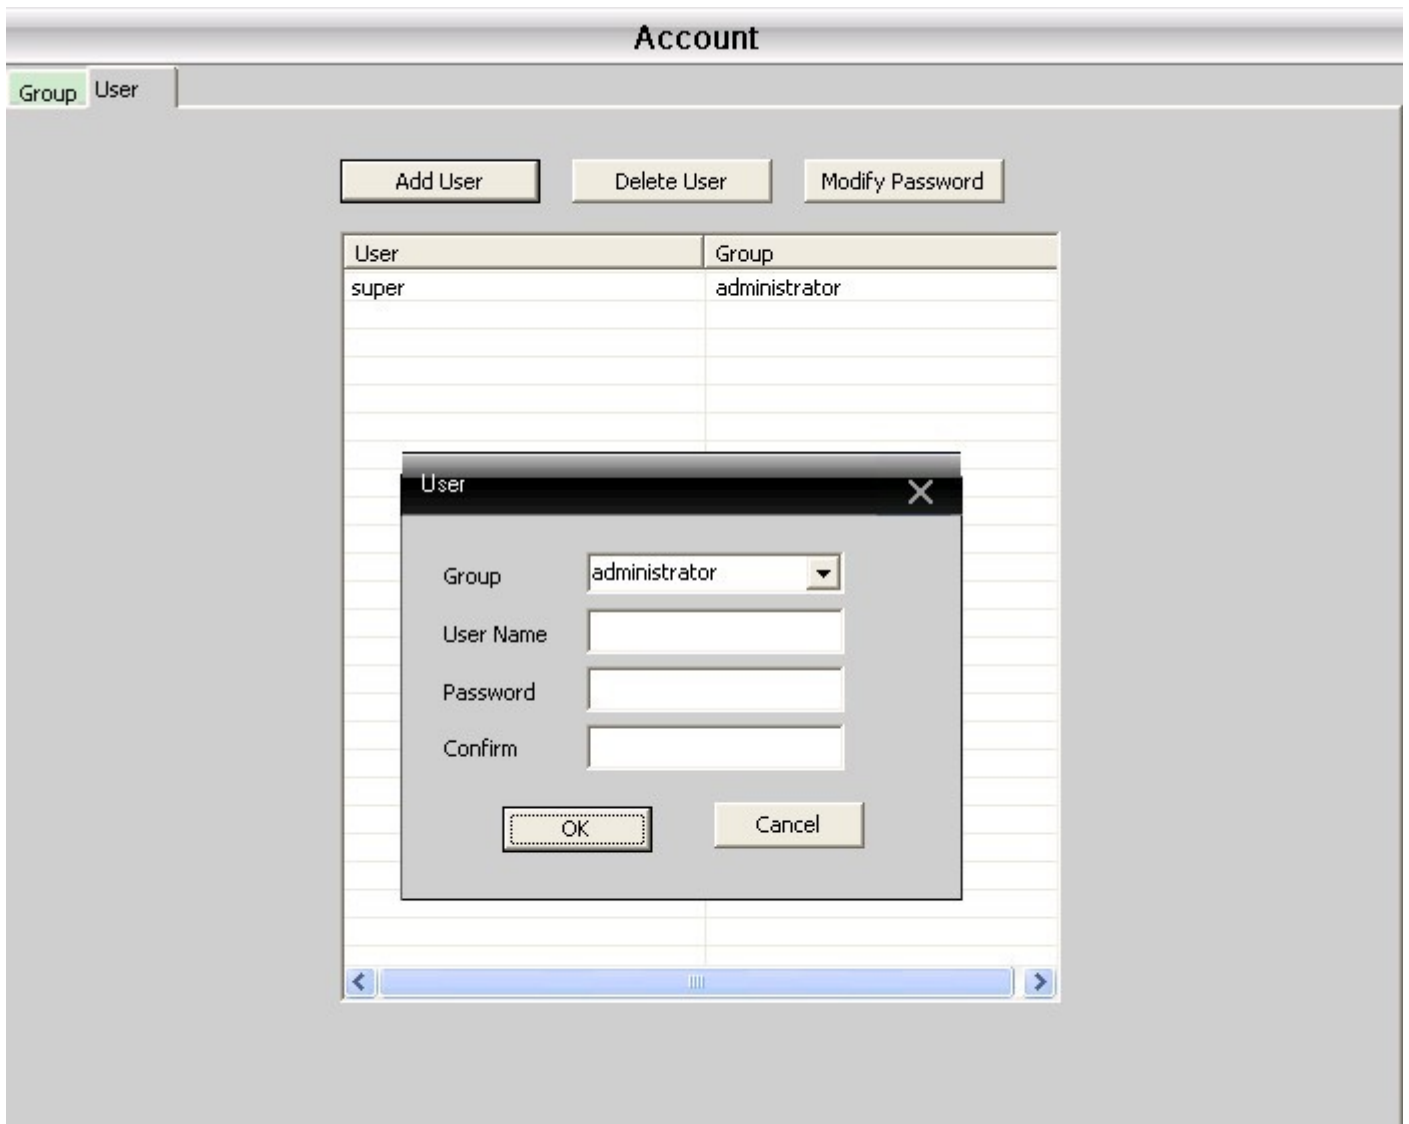 Account
Group User
Add User Delete User Modify Password
User Group
super administrator
User
Group administrator
User Name
Password
Confirm
OK Cancel